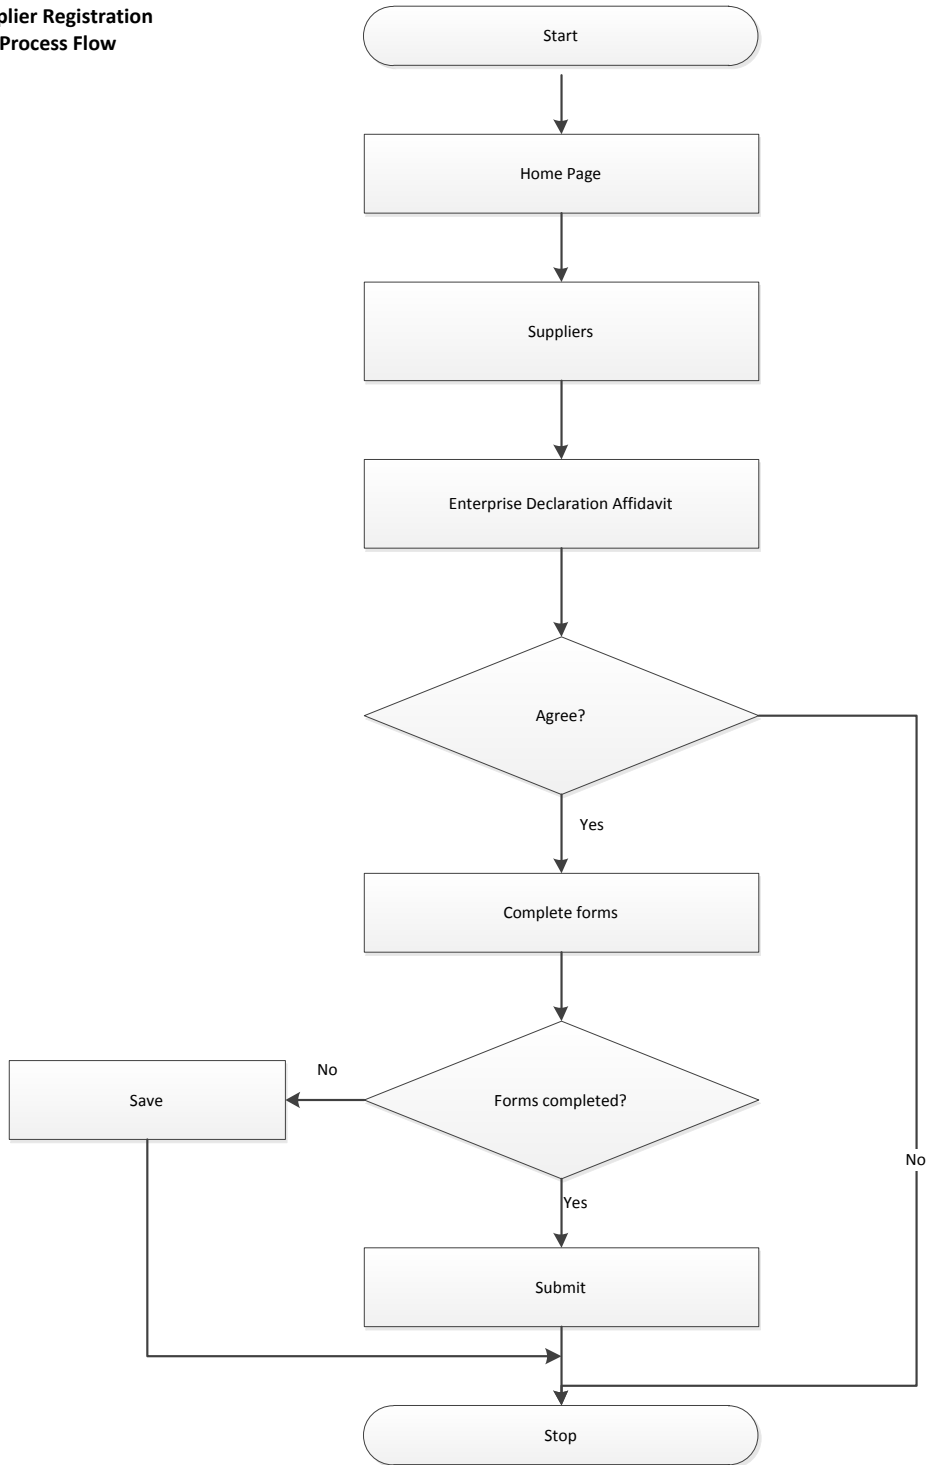 plier Registration
Process Flow
Start
Home Page
Suppliers
Enterprise Declaration Affidavit
Agree?
Yes
Complete forms
No
Save
Forms completed?
No
Yes
Submit
Stop